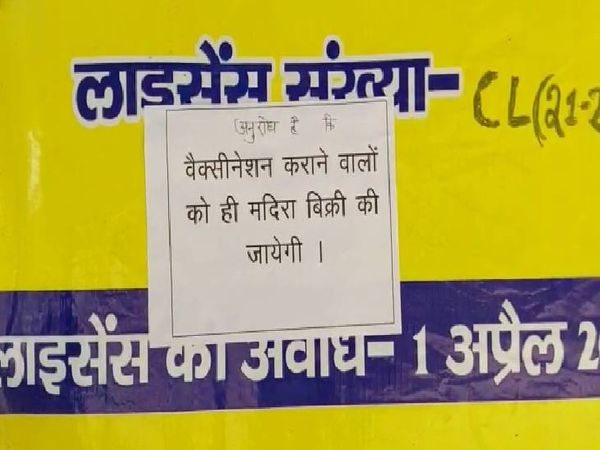 लाइसेंस संख्या- CL(21-2
अनुरोध है कि
वैक्सीनेशन कराने वालों
को ही मदिरा बिक्री की
जायेगी ।
लाइसेंस की अवधि- 1 अप्रैल 2